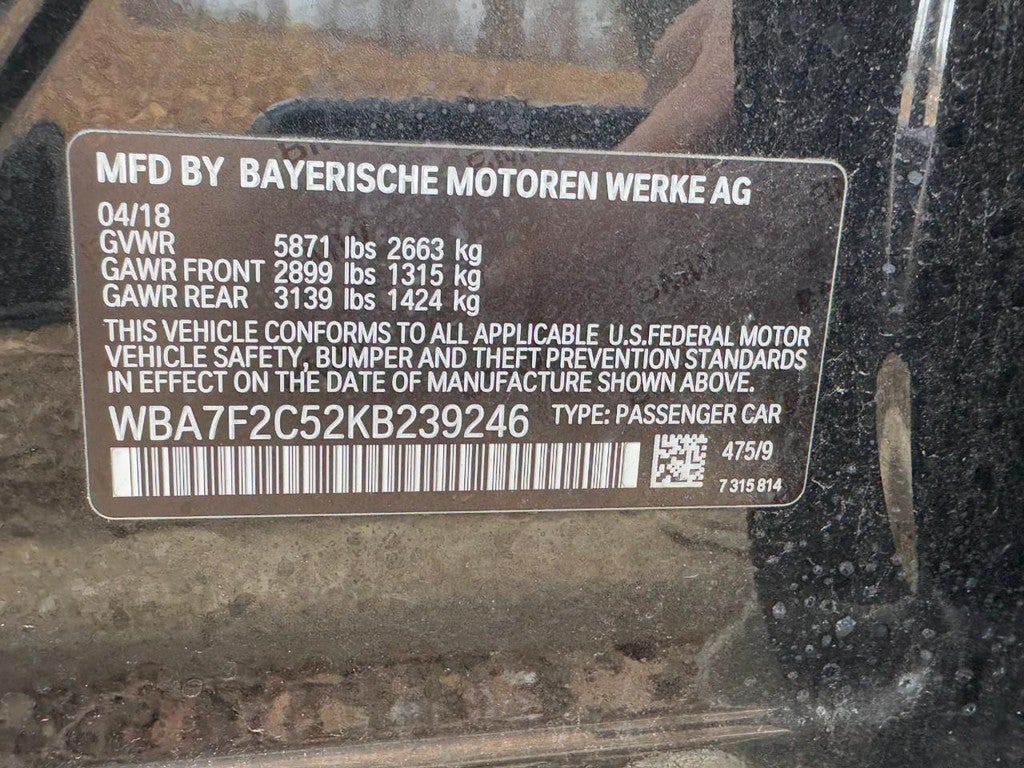 MFD BY BAYERISCHE MOTOREN WERKE AG
04/18
GVWR 5871 lbs 2663 kg
GAWR FRONT 2899 lbs 1315 kg
GAWR REAR 3139 lbs 1424 kg
THIS VEHICLE CONFORMS TO ALL APPLICABLE U.S.FEDERAL MOTOR
VEHICLE SAFETY, BUMPER AND THEFT PREVENTION STANDARDS
IN EFFECT ON THE DATE OF MANUFACTURE SHOWN ABOVE.
WBA7F2C52KB239246 TYPE: PASSENGER CAR
475/9
7 315 814